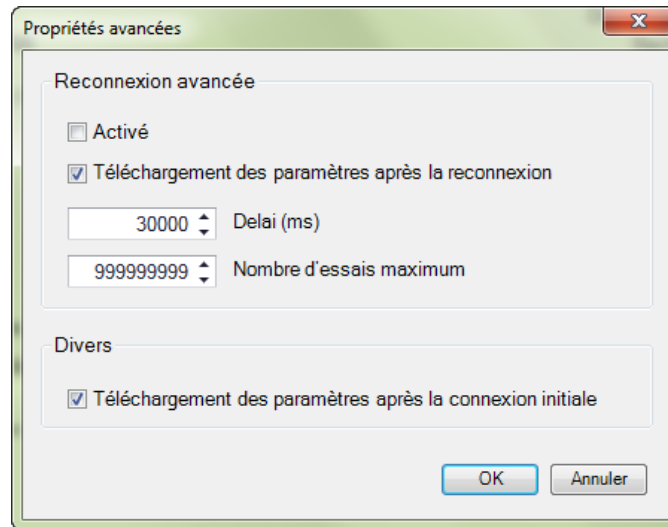 Propriétés avancées
Reconnexion avancée
Activé
Téléchargement des paramètres après la reconnexion
30000 Delai (ms)
999999999 Nombre d'essais maximum
Divers
Téléchargement des paramètres après la connexion initiale
OK Annuler